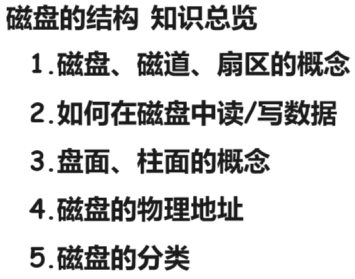 磁盘的结构 知识总览
1.磁盘、磁道、扇区的概念
2.如何在磁盘中读/写数据
3.盘面、柱面的概念
4.磁盘的物理地址
5.磁盘的分类